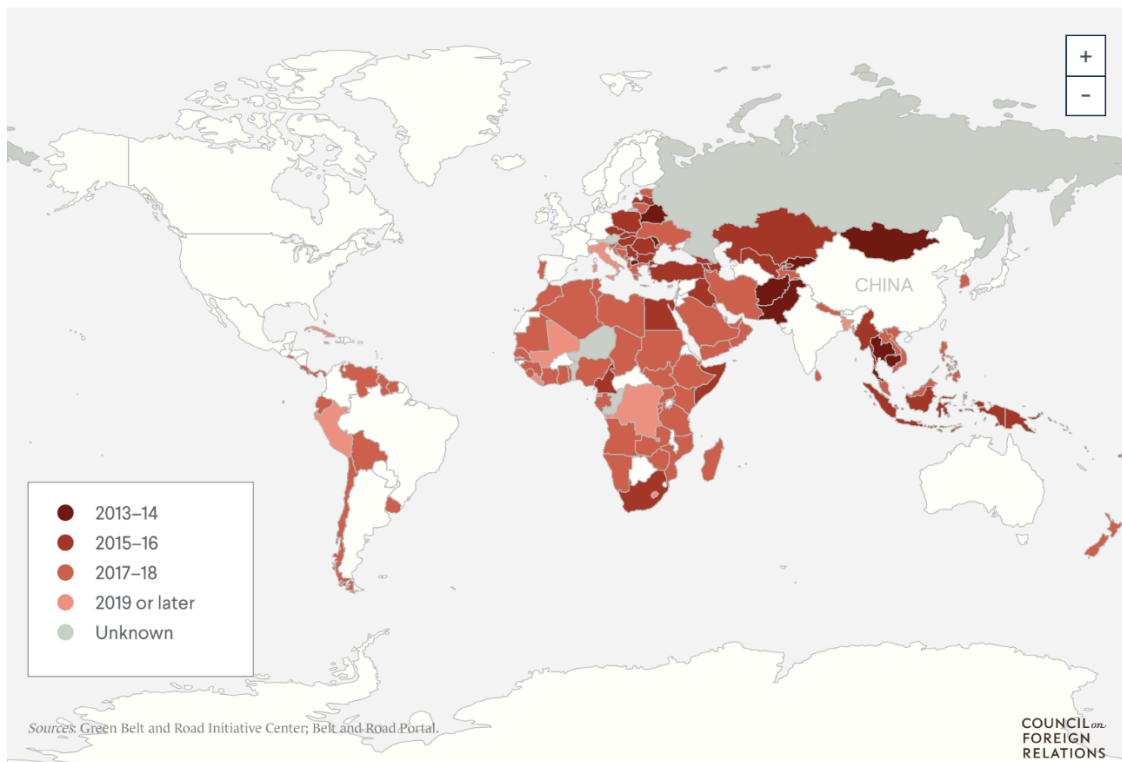 +
−
CHINA
2013–14
2015–16
2017–18
2019 or later
Unknown
Sources: Green Belt and Road Initiative Center; Belt and Road Portal.
COUNCIL on
FOREIGN
RELATIONS